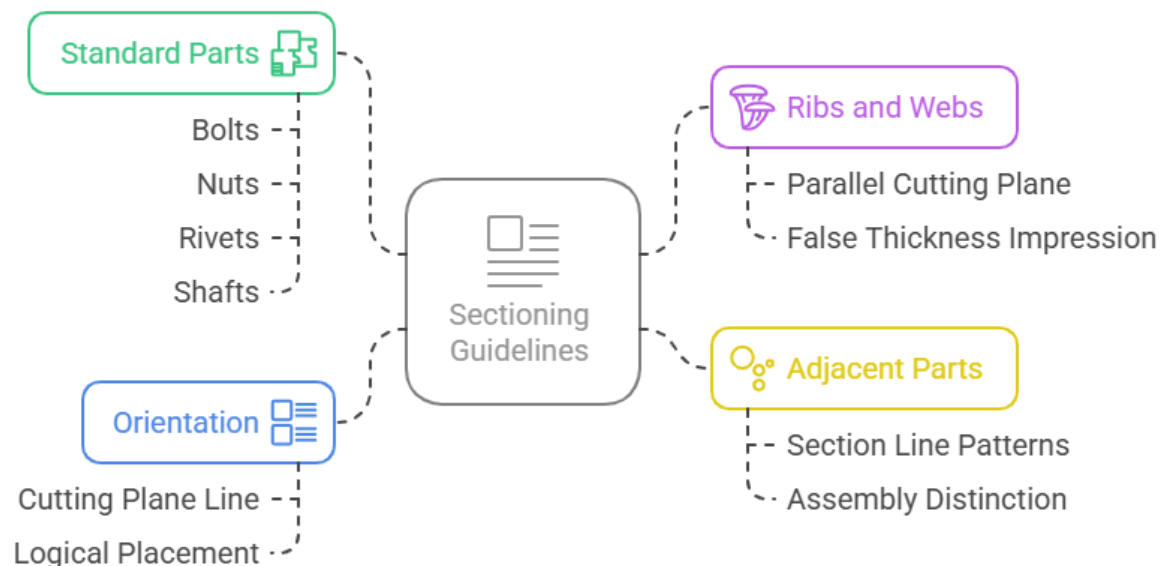 Standard Parts
Bolts
Nuts
Rivets
Shafts
Orientation
Cutting Plane Line
Logical Placement
Sectioning
Guidelines
Ribs and Webs
Parallel Cutting Plane
False Thickness Impression
Adjacent Parts
Section Line Patterns
Assembly Distinction